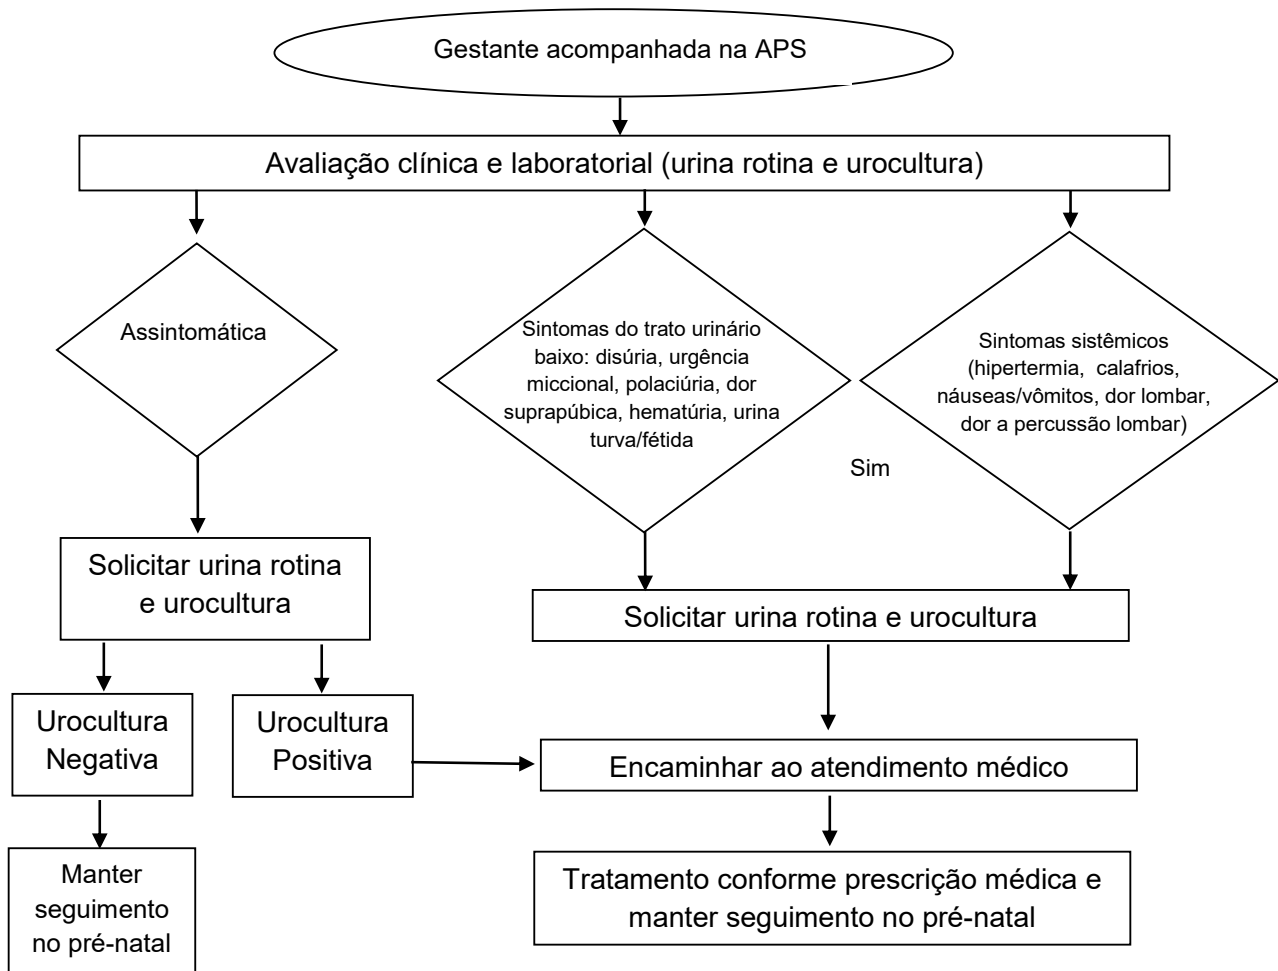 Gestante acompanhada na APS
Avaliação clínica e laboratorial (urina rotina e urocultura)
Assintomática
Sintomas do trato urinário
baixo: disúria, urgência
miccional, polaciúria, dor
suprapúbica, hematúria, urina
turva/fétida
Sintomas sistêmicos
(hipertermia, calafrios,
náuseas/vômitos, dor lombar,
dor a percussão lombar)
Sim
Solicitar urina rotina
e urocultura
Solicitar urina rotina e urocultura
Urocultura
Negativa
Urocultura
Positiva
Encaminhar ao atendimento médico
Manter
seguimento
no pré-natal
Tratamento conforme prescrição médica e
manter seguimento no pré-natal